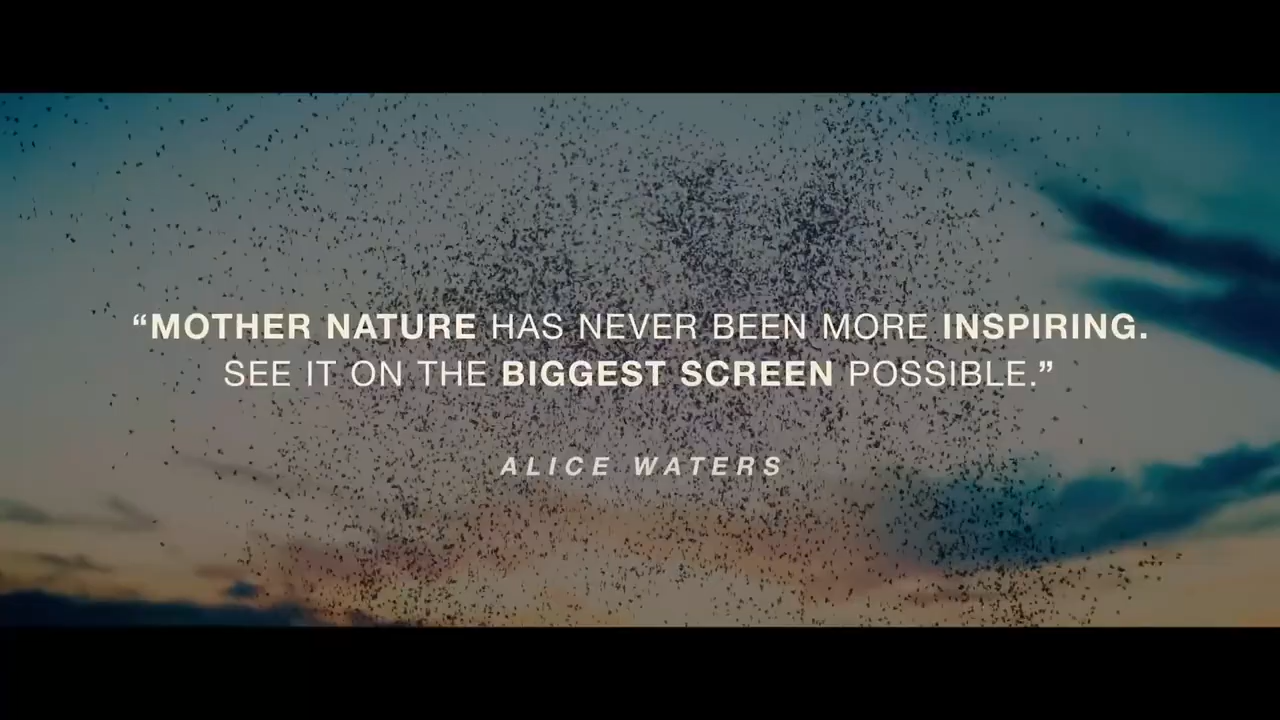 “MOTHER NATURE HAS NEVER BEEN MORE INSPIRING.
SEE IT ON THE BIGGEST SCREEN POSSIBLE.”
ALICE WATERS